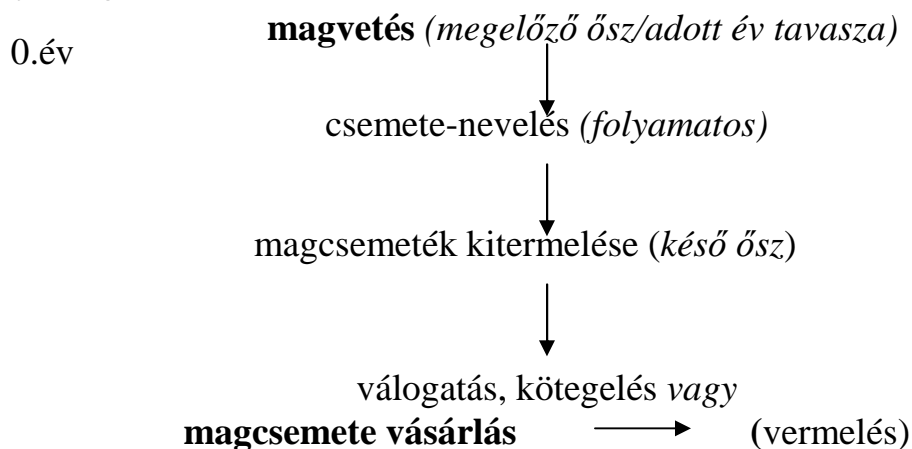 magvetés (megelőző ősz/adott év tavasza)
0.év
csemete-nevelés (folyamatos)
magcsemeték kitermelése (késő ősz)
válogatás, kötegelés vagy
magcsemete vásárlás (vermelés)